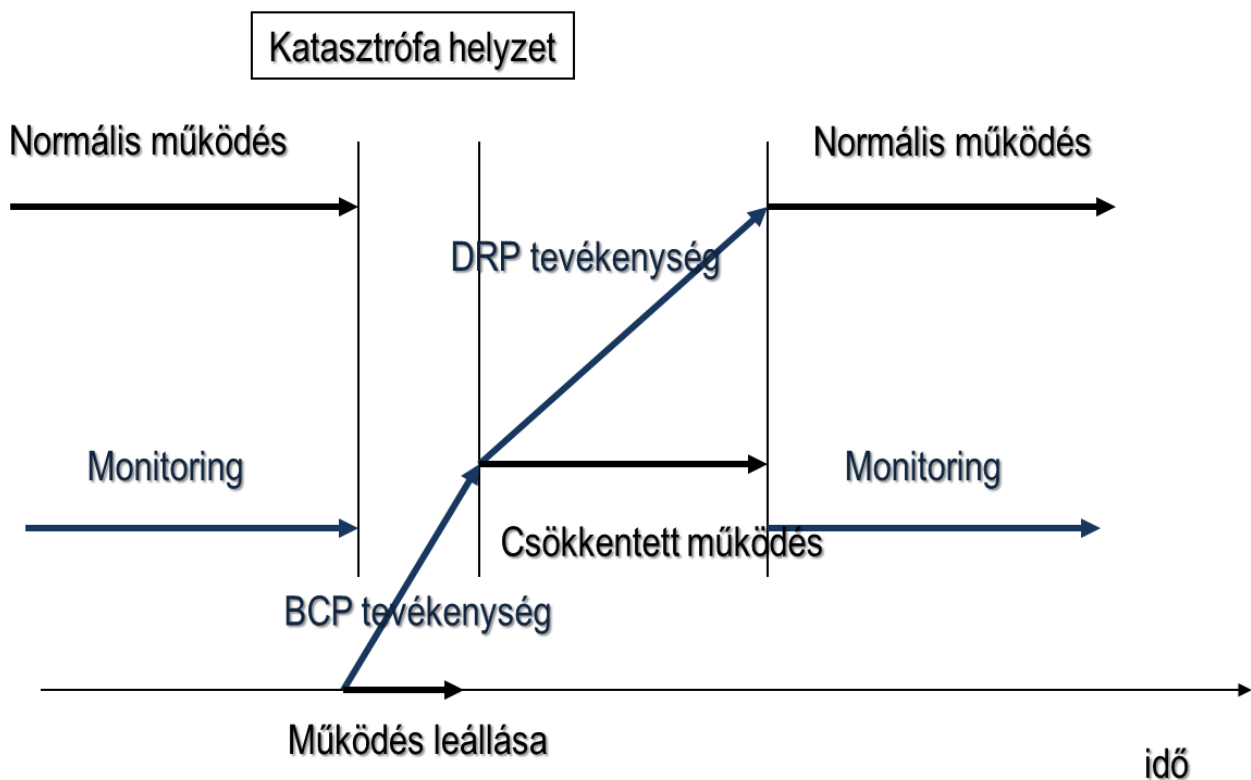 Katasztrófa helyzet
Normális működés
Normális működés
DRP tevékenység
Monitoring
Monitoring
Csökkentett működés
BCP tevékenység
Működés leállása
idő